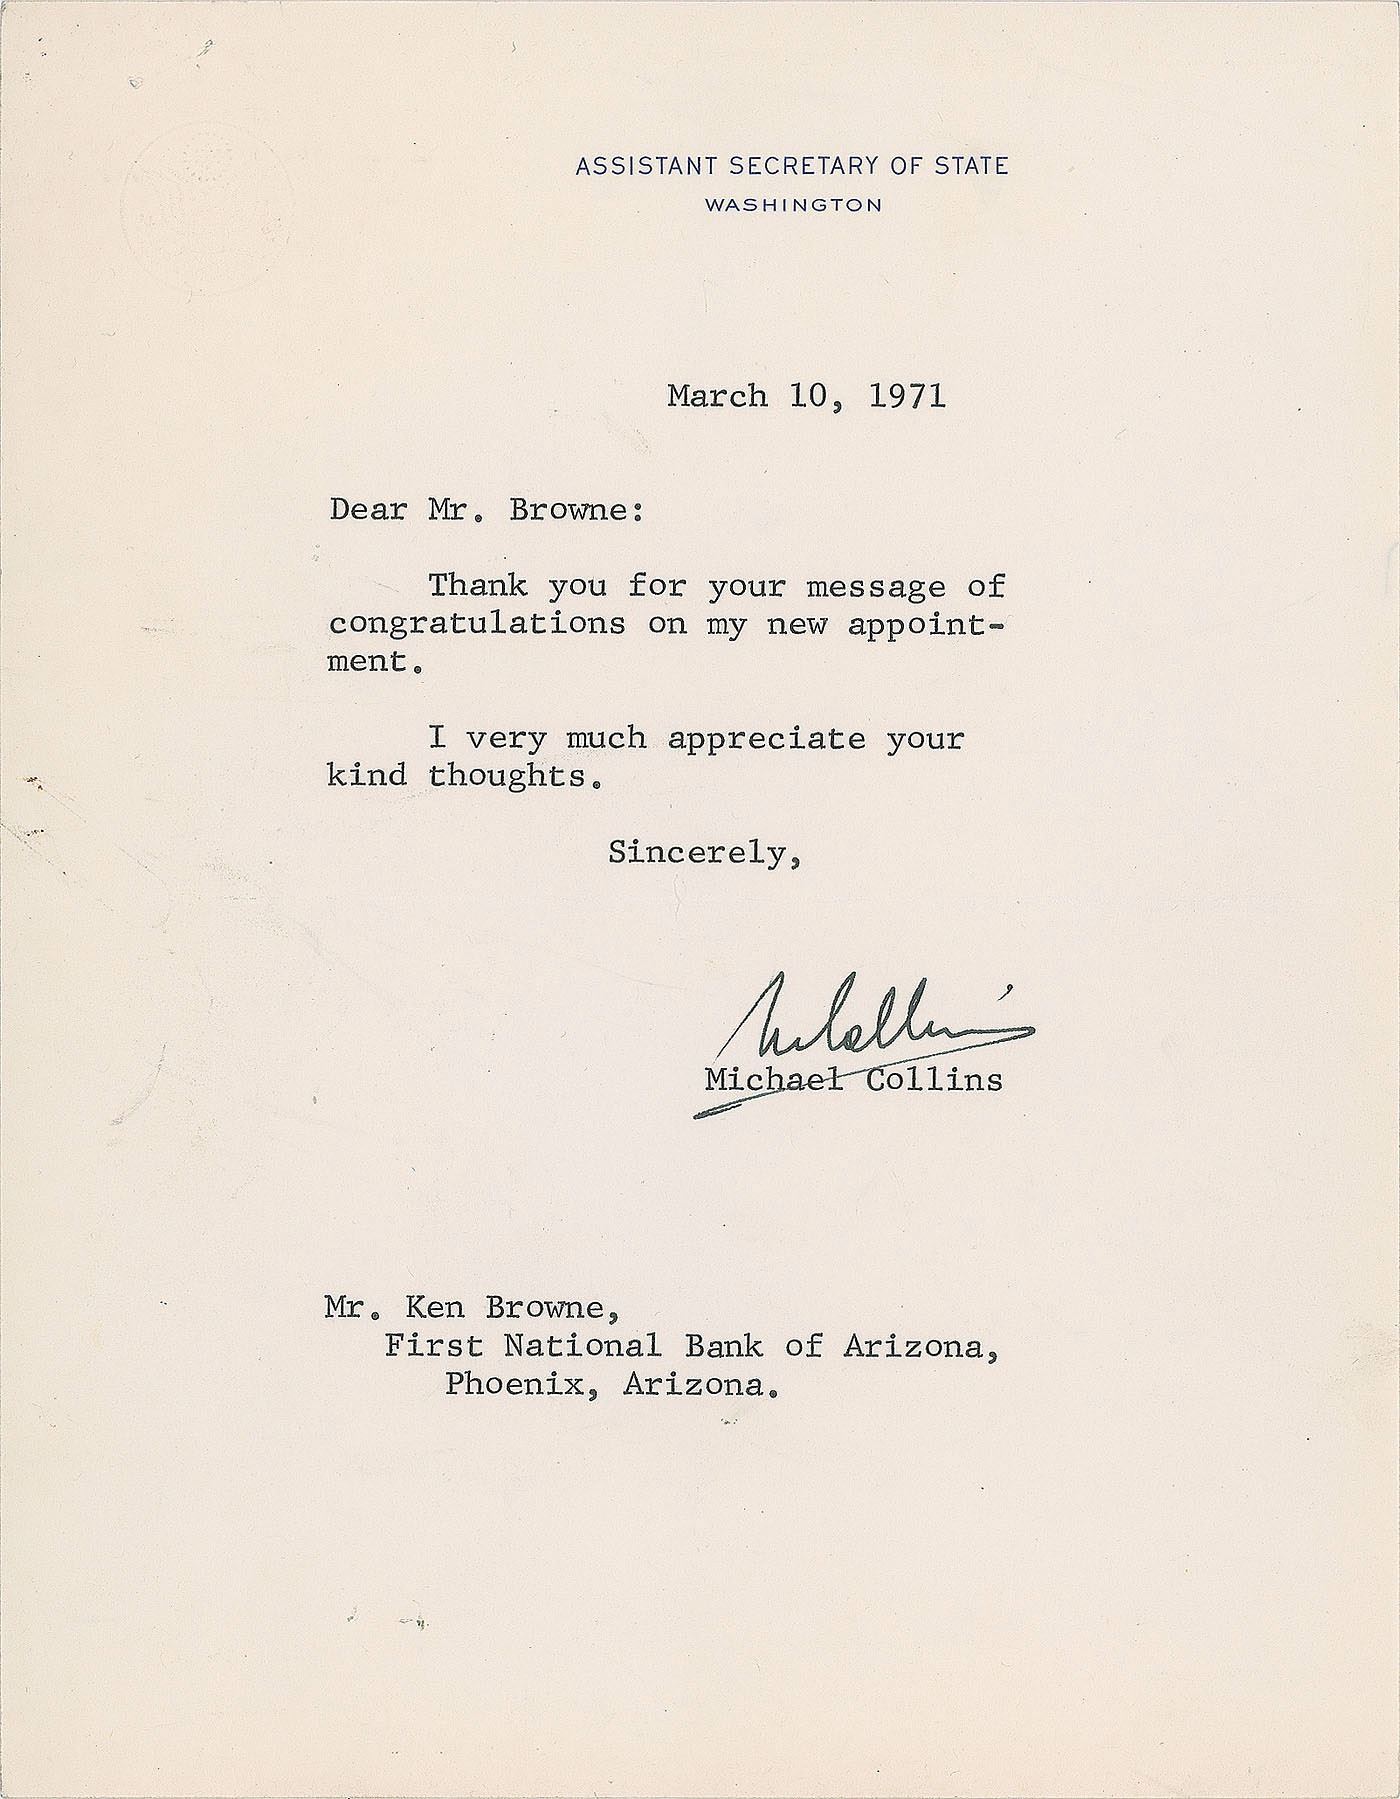 ASSISTANT SECRETARY OF STATE
WASHINGTON
March 10, 1971
Dear Mr. Browne:
Thank you for your message of
congratulations on my new appoint-
ment.
I very much appreciate your
kind thoughts.
Sincerely,
M Collins
Michael Collins
Mr. Ken Browne,
First National Bank of Arizona,
Phoenix, Arizona.